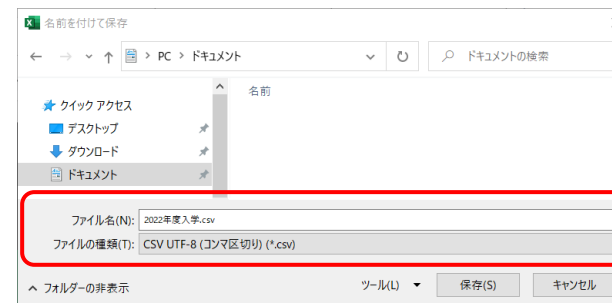 名前を付けて保存
PC > ドキュメント
ドキュメントの検索
名前
クイック アクセス
デスクトップ
ダウンロード
ドキュメント
ファイル名(N): 2022年度入学.csv
ファイルの種類(T): CSV UTF-8 (コンマ区切り) (*.csv)
フォルダーの非表示
ツール(L)
保存(S)
キャンセル